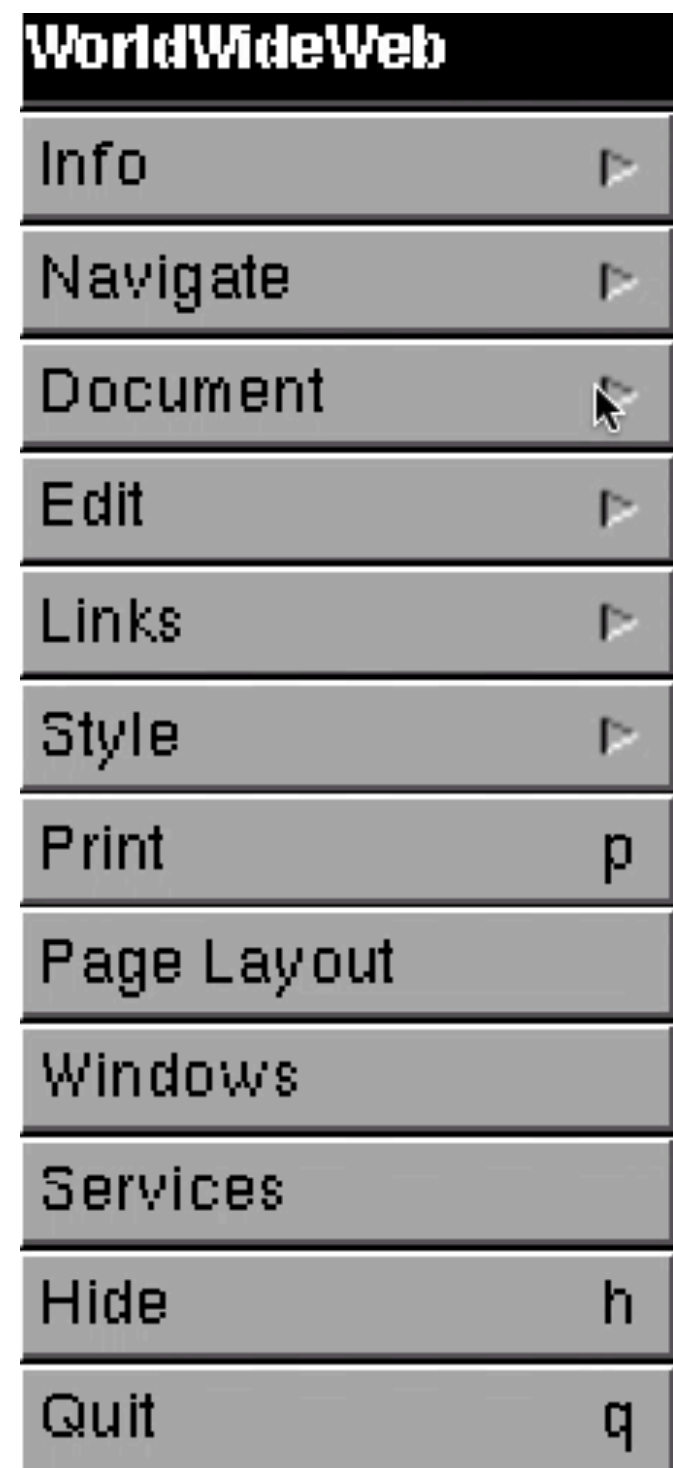 WorldWideWeb
Info
Navigate
Document
Edit
Links
Style
Print p
Page Layout
Windows
Services
Hide h
Quit q